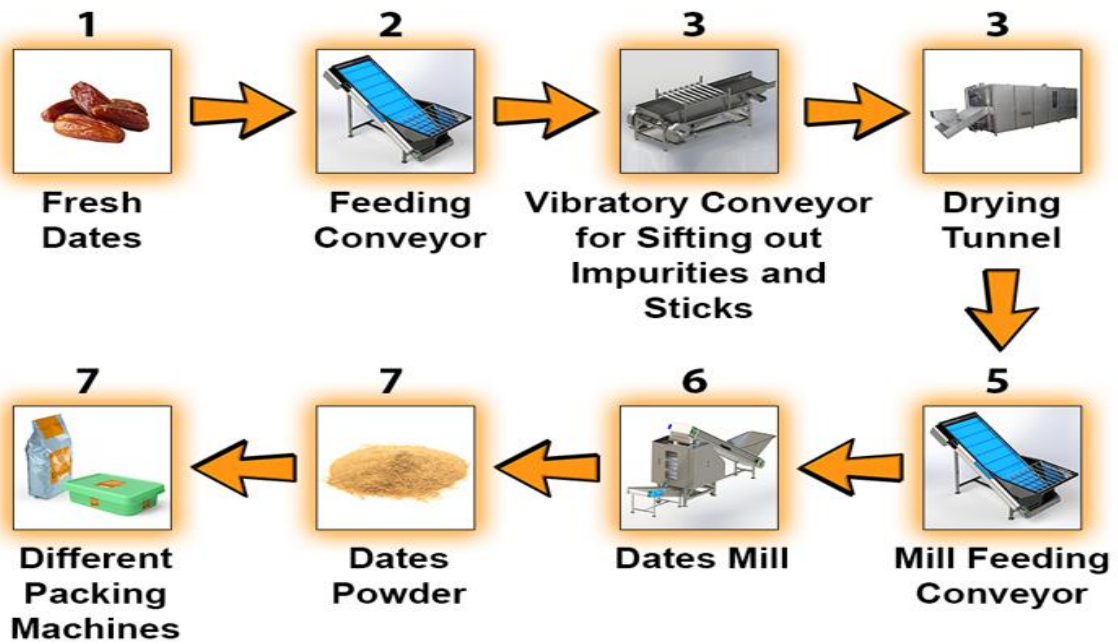 1
2
3
3
Fresh
Dates
Feeding
Conveyor
Vibratory Conveyor
for Sifting out
Impurities and
Sticks
Drying
Tunnel
7
7
6
5
Different
Packing
Machines
Dates
Powder
Dates Mill
Mill Feeding
Conveyor